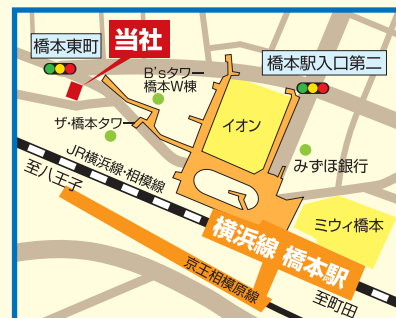 当社
橋本東町
B'sタワー
橋本W棟
橋本駅入口第二
イオン
ザ・橋本タワー
みずほ銀行
JR横浜線・相模線
至八王子
横浜線 橋本駅
ミウィ橋本
京王相模原線
至町田